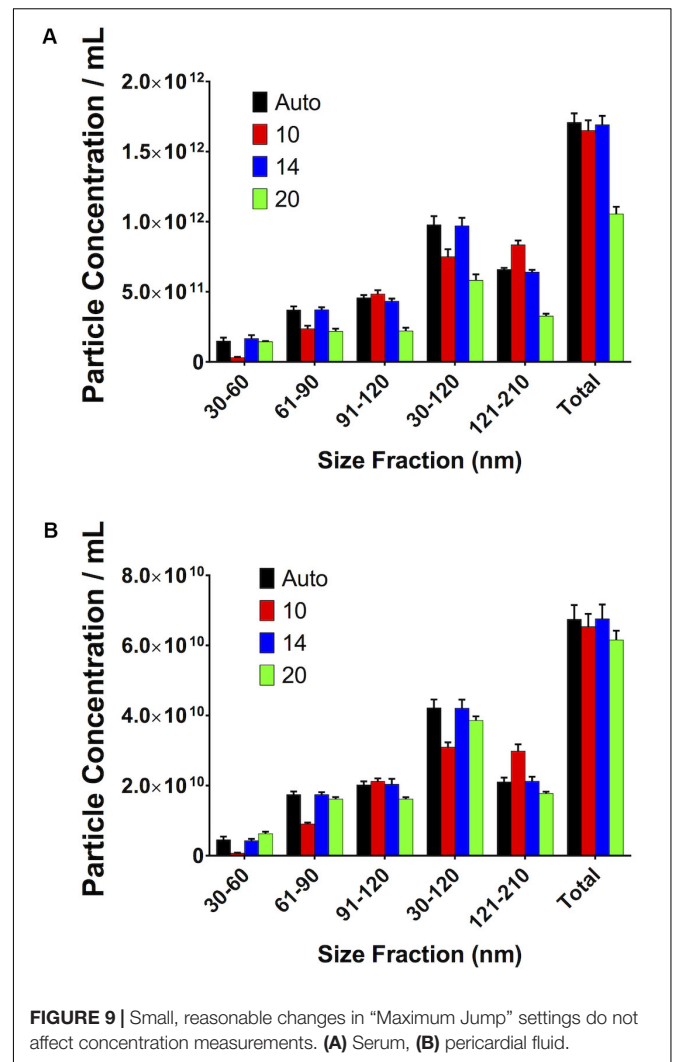 A
Particle Concentration / mL
2.0×10¹²
1.5×10¹²
1.0×10¹²
5.0×10¹¹
0
Auto
10
14
20
30-60
61-90
91-120
30-120
121-210
Total
Size Fraction (nm)
B
Particle Concentration / mL
8.0×10¹⁰
6.0×10¹⁰
4.0×10¹⁰
2.0×10¹⁰
0
Auto
10
14
20
30-60
61-90
91-120
30-120
121-210
Total
Size Fraction (nm)
FIGURE 9 | Small, reasonable changes in “Maximum Jump” settings do not
affect concentration measurements. (A) Serum, (B) pericardial fluid.